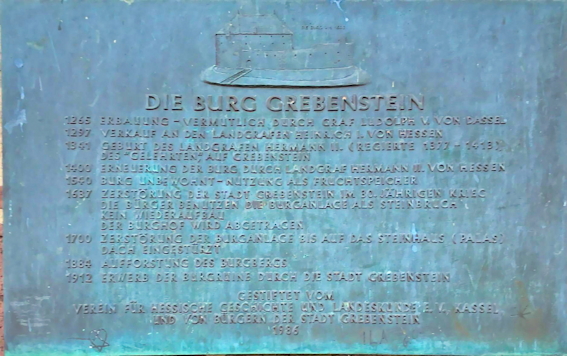 DIE BURG GREBENSTEIN
1265 ERBAUUNG - VERMUTLICH DURCH GRAF LUDOLPH V. VON DASSEL
1297 VERKAUF AN DEN LANDGRAFEN HEINRICH I. VON HESSEN
1341 GEBURT DES LANDGRAFEN HERMANN II. (REGIERTE 1377 - 1413)
DES „GELEHRTEN„ AUF GREBENSTEIN
1400 ERNEUERUNG DER BURG DURCH LANDGRAF HERMANN II. VON HESSEN
1540 BURG UNBEWOHNT - NUTZUNG ALS FRUCHTSPEICHER
1637 ZERSTÖRUNG DER STADT GREBENSTEIN IM 30 JÄHRIGEN KRIEG
DIE BÜRGER BENUTZEN DIE BURGANLAGE ALS STEINBRUCH
KEIN WIEDERAUFBAU
DER BURGHOF WIRD ABGETRAGEN
1700 ZERSTÖRUNG DER BURGANLAGE BIS AUF DAS STEINHAUS (PALAS)
DACH EINGESTÜRZT
1884 AUFFORSTUNG DES BURGBERGS
1912 ERWERB DER BURGRUINE DURCH DIE STADT GREBENSTEIN
GESTIFTET VOM
VEREIN FÜR HESSISCHE GESCHICHTE UND LANDESKUNDE E.V. KASSEL
UND VON BÜRGERN DER STADT GREBENSTEIN
1986